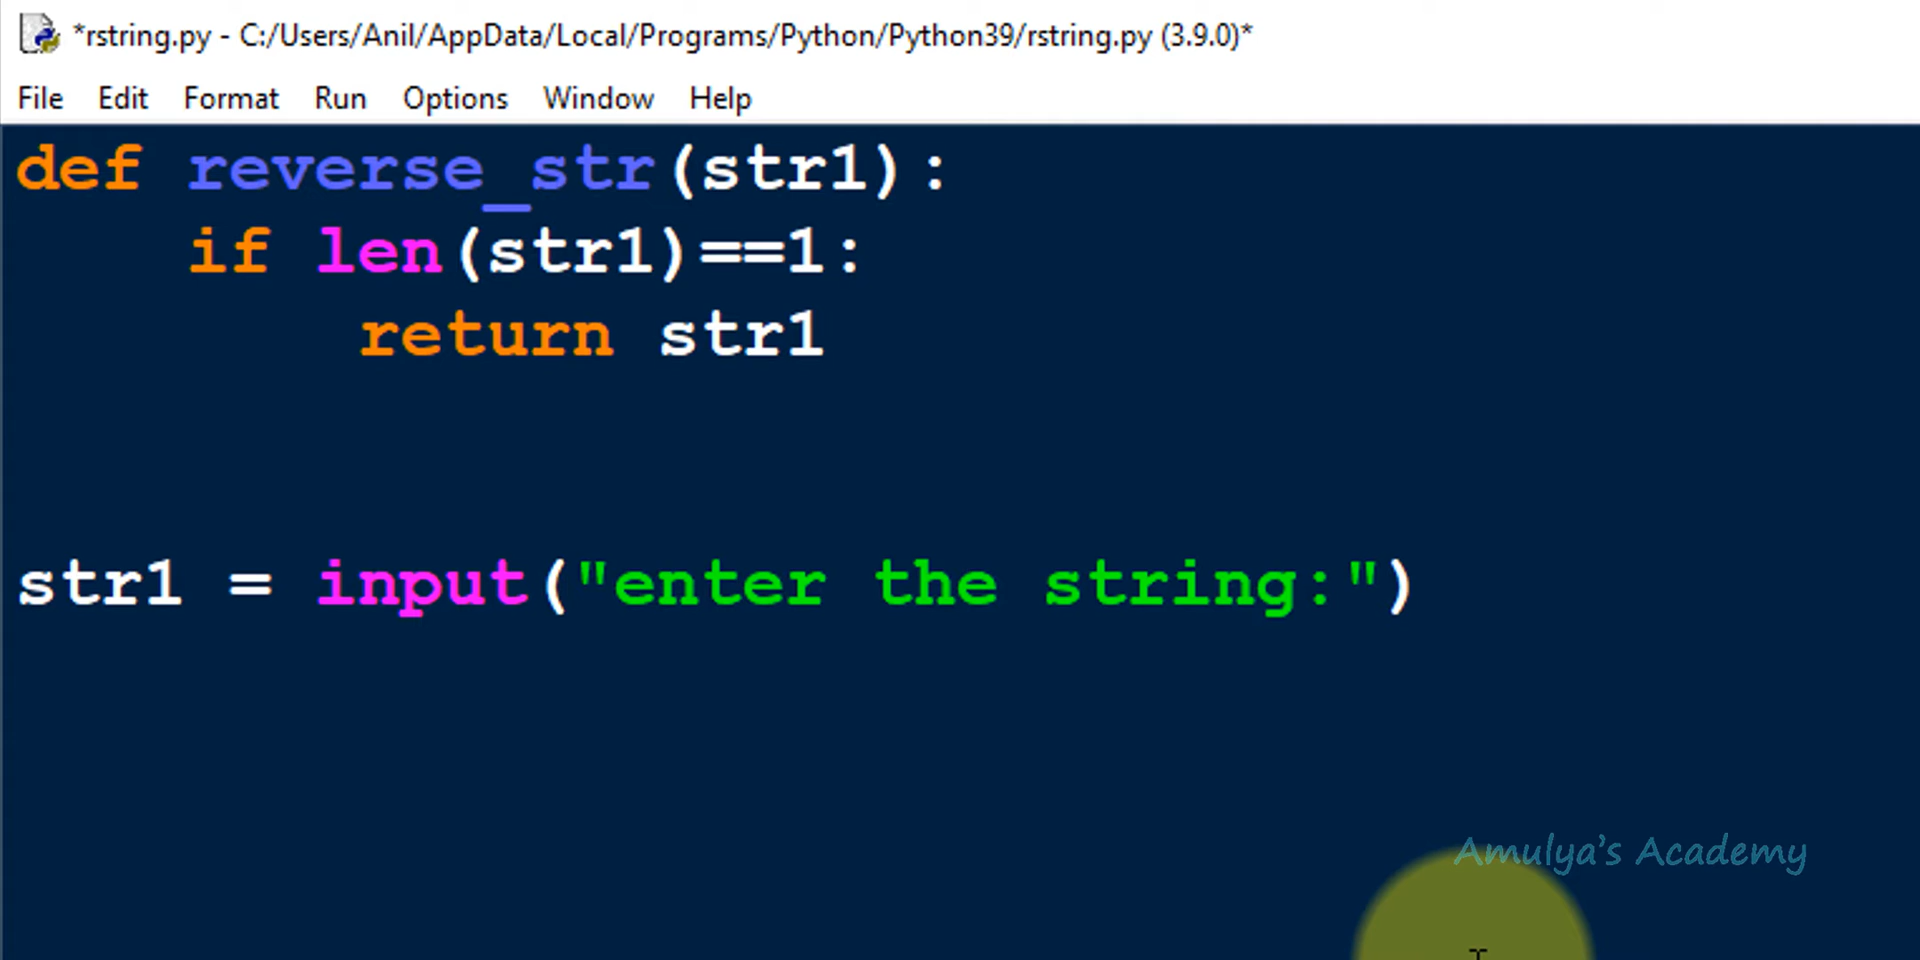 *rstring.py - C:/Users/Anil/AppData/Local/Programs/Python/Python39/rstring.py (3.9.0)*
File Edit Format Run Options Window Help
def reverse_str(str1):
    if len(str1)==1:
        return str1
str1 = input("enter the string:")
Amulya's Academy